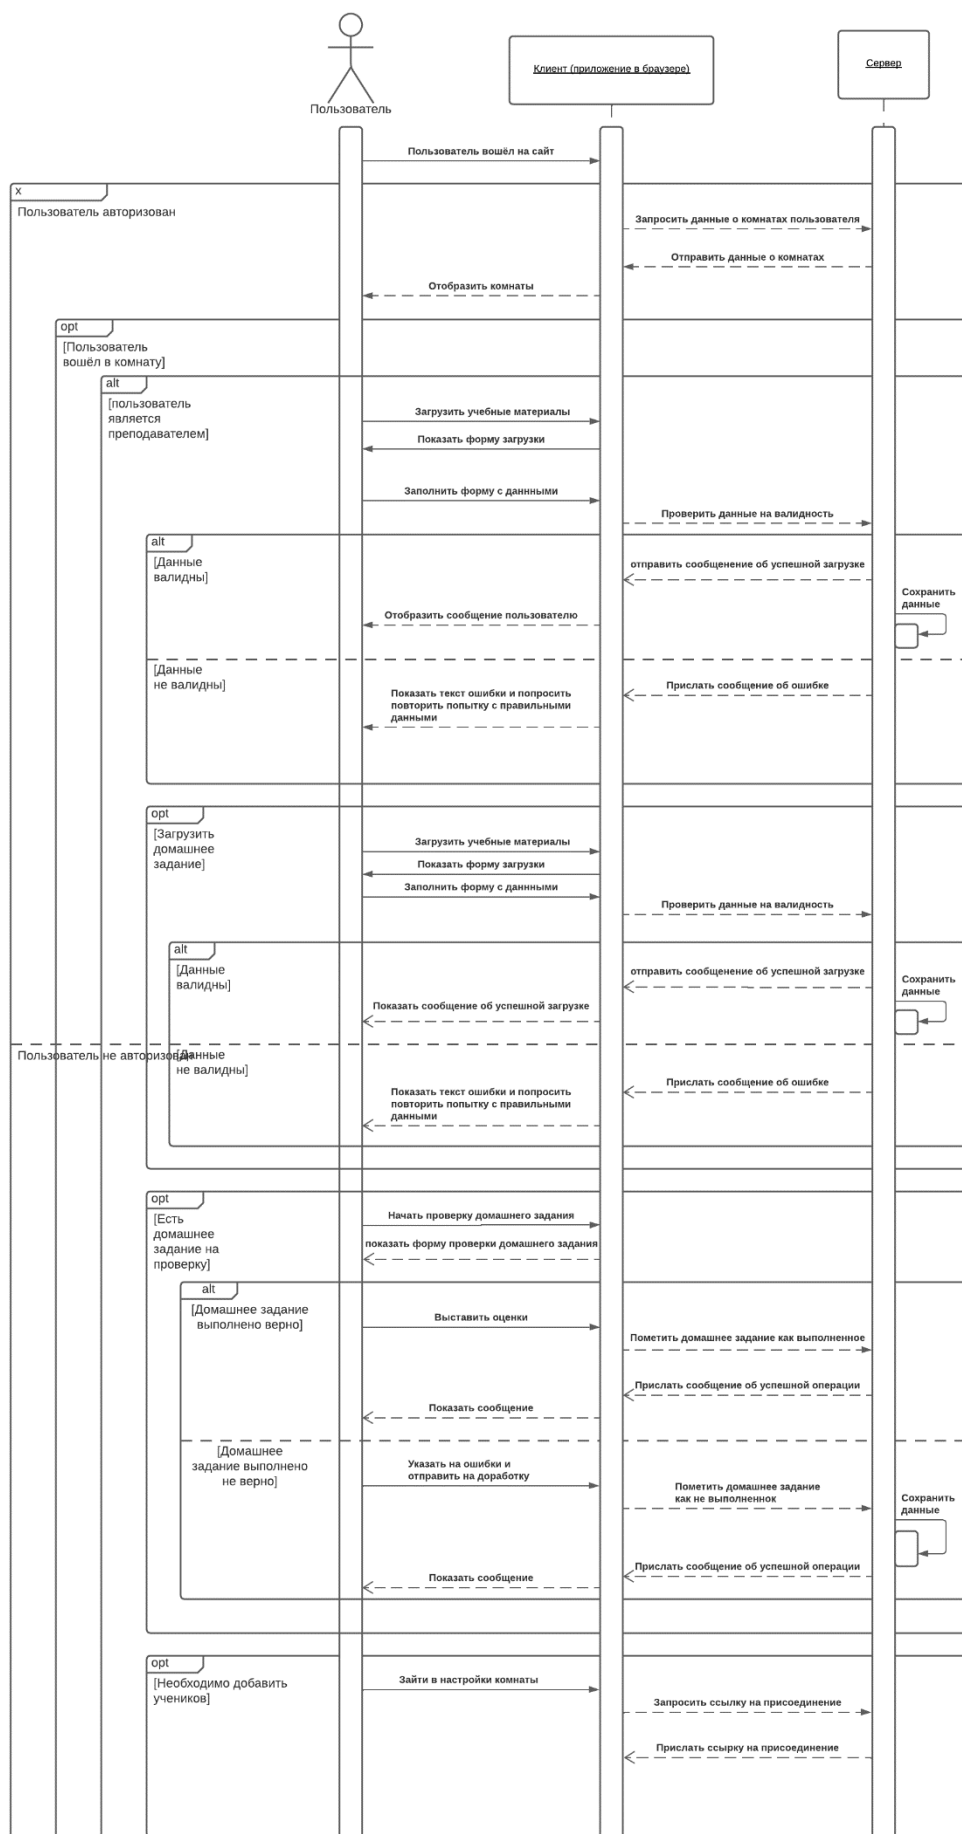 Пользователь
Клиент (приложение в браузере)
Сервер
Пользователь вошёл на сайт
x
Пользователь авторизован
Запросить данные о комнатах пользователя
Отправить данные о комнатах
Отобразить комнаты
opt
[Пользователь
вошёл в комнату]
alt
[пользователь
является
преподавателем]
Загрузить учебные материалы
Показать форму загрузки
Заполнить форму с даннными
Проверить данные на валидность
alt
[Данные
валидны]
отправить сообщенение об успешной загрузке
Сохранить
данные
Отобразить сообщение пользователю
[Данные
не валидны]
Прислать сообщение об ошибке
Показать текст ошибки и попросить
повторить попытку с правильными
данными
opt
[Загрузить
домашнее
задание]
Загрузить учебные материалы
Показать форму загрузки
Заполнить форму с даннными
Проверить данные на валидность
alt
[Данные
валидны]
отправить сообщенение об успешной загрузке
Сохранить
данные
Показать сообщение об успешной загрузке
Пользователь не авторизован
[Данные
не валидны]
Прислать сообщение об ошибке
Показать текст ошибки и попросить
повторить попытку с правильными
данными
opt
[Есть
домашнее
задание на
проверку]
Начать проверку домашнего задания
показать форму проверки домашнего задания
alt
[Домашнее задание
выполнено верно]
Выставить оценки
Пометить домашнее задание как выполненное
Прислать сообщение об успешной операции
Показать сообщение
[Домашнее
задание выполнено
не верно]
Указать на ошибки и
отправить на доработку
Пометить домашнее задание
как не выполненнок
Сохранить
данные
Прислать сообщение об успешной операции
Показать сообщение
opt
[Необходимо добавить
учеников]
Зайти в настройки комнаты
Запросить ссылку на присоединение
Прислать ссырку на присоединение